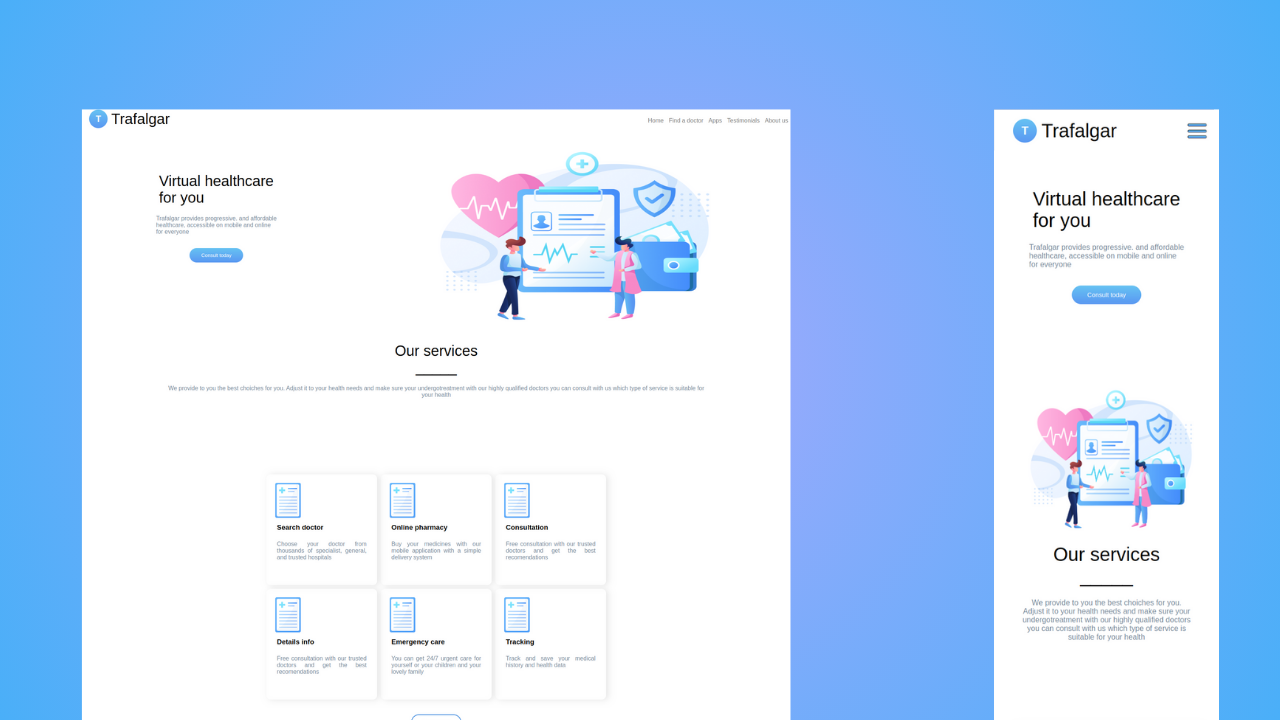 T Trafalgar
Home Find a doctor Apps Testimonials About us
Virtual healthcare
for you
Trafalgar provides progressive, and affordable
healthcare, accessible on mobile and online
for everyone
Consult today
Our services
We provide to you the best choiches for you. Adjust it to your health needs and make sure your undergotreatment with our highly qualified doctors you can consult with us which type of service is suitable for
your health
Search doctor
Choose your doctor from
thousands of specialist, general,
and trusted hospitals
Online pharmacy
Buy your medicines with our
mobile application with a simple
delivery system
Consultation
Free consultation with our trusted
doctors and get the best
recomendations
Details info
Free consultation with our trusted
doctors and get the best
recomendations
Emergency care
You can get 24/7 urgent care for
yourself or your children and your
lovely family
Tracking
Track and save your medical
history and health data
T Trafalgar
Virtual healthcare
for you
Trafalgar provides progressive, and affordable
healthcare, accessible on mobile and online
for everyone
Consult today
Our services
We provide to you the best choiches for you.
Adjust it to your health needs and make sure your
undergotreatment with our highly qualified doctors
you can consult with us which type of service is
suitable for your health